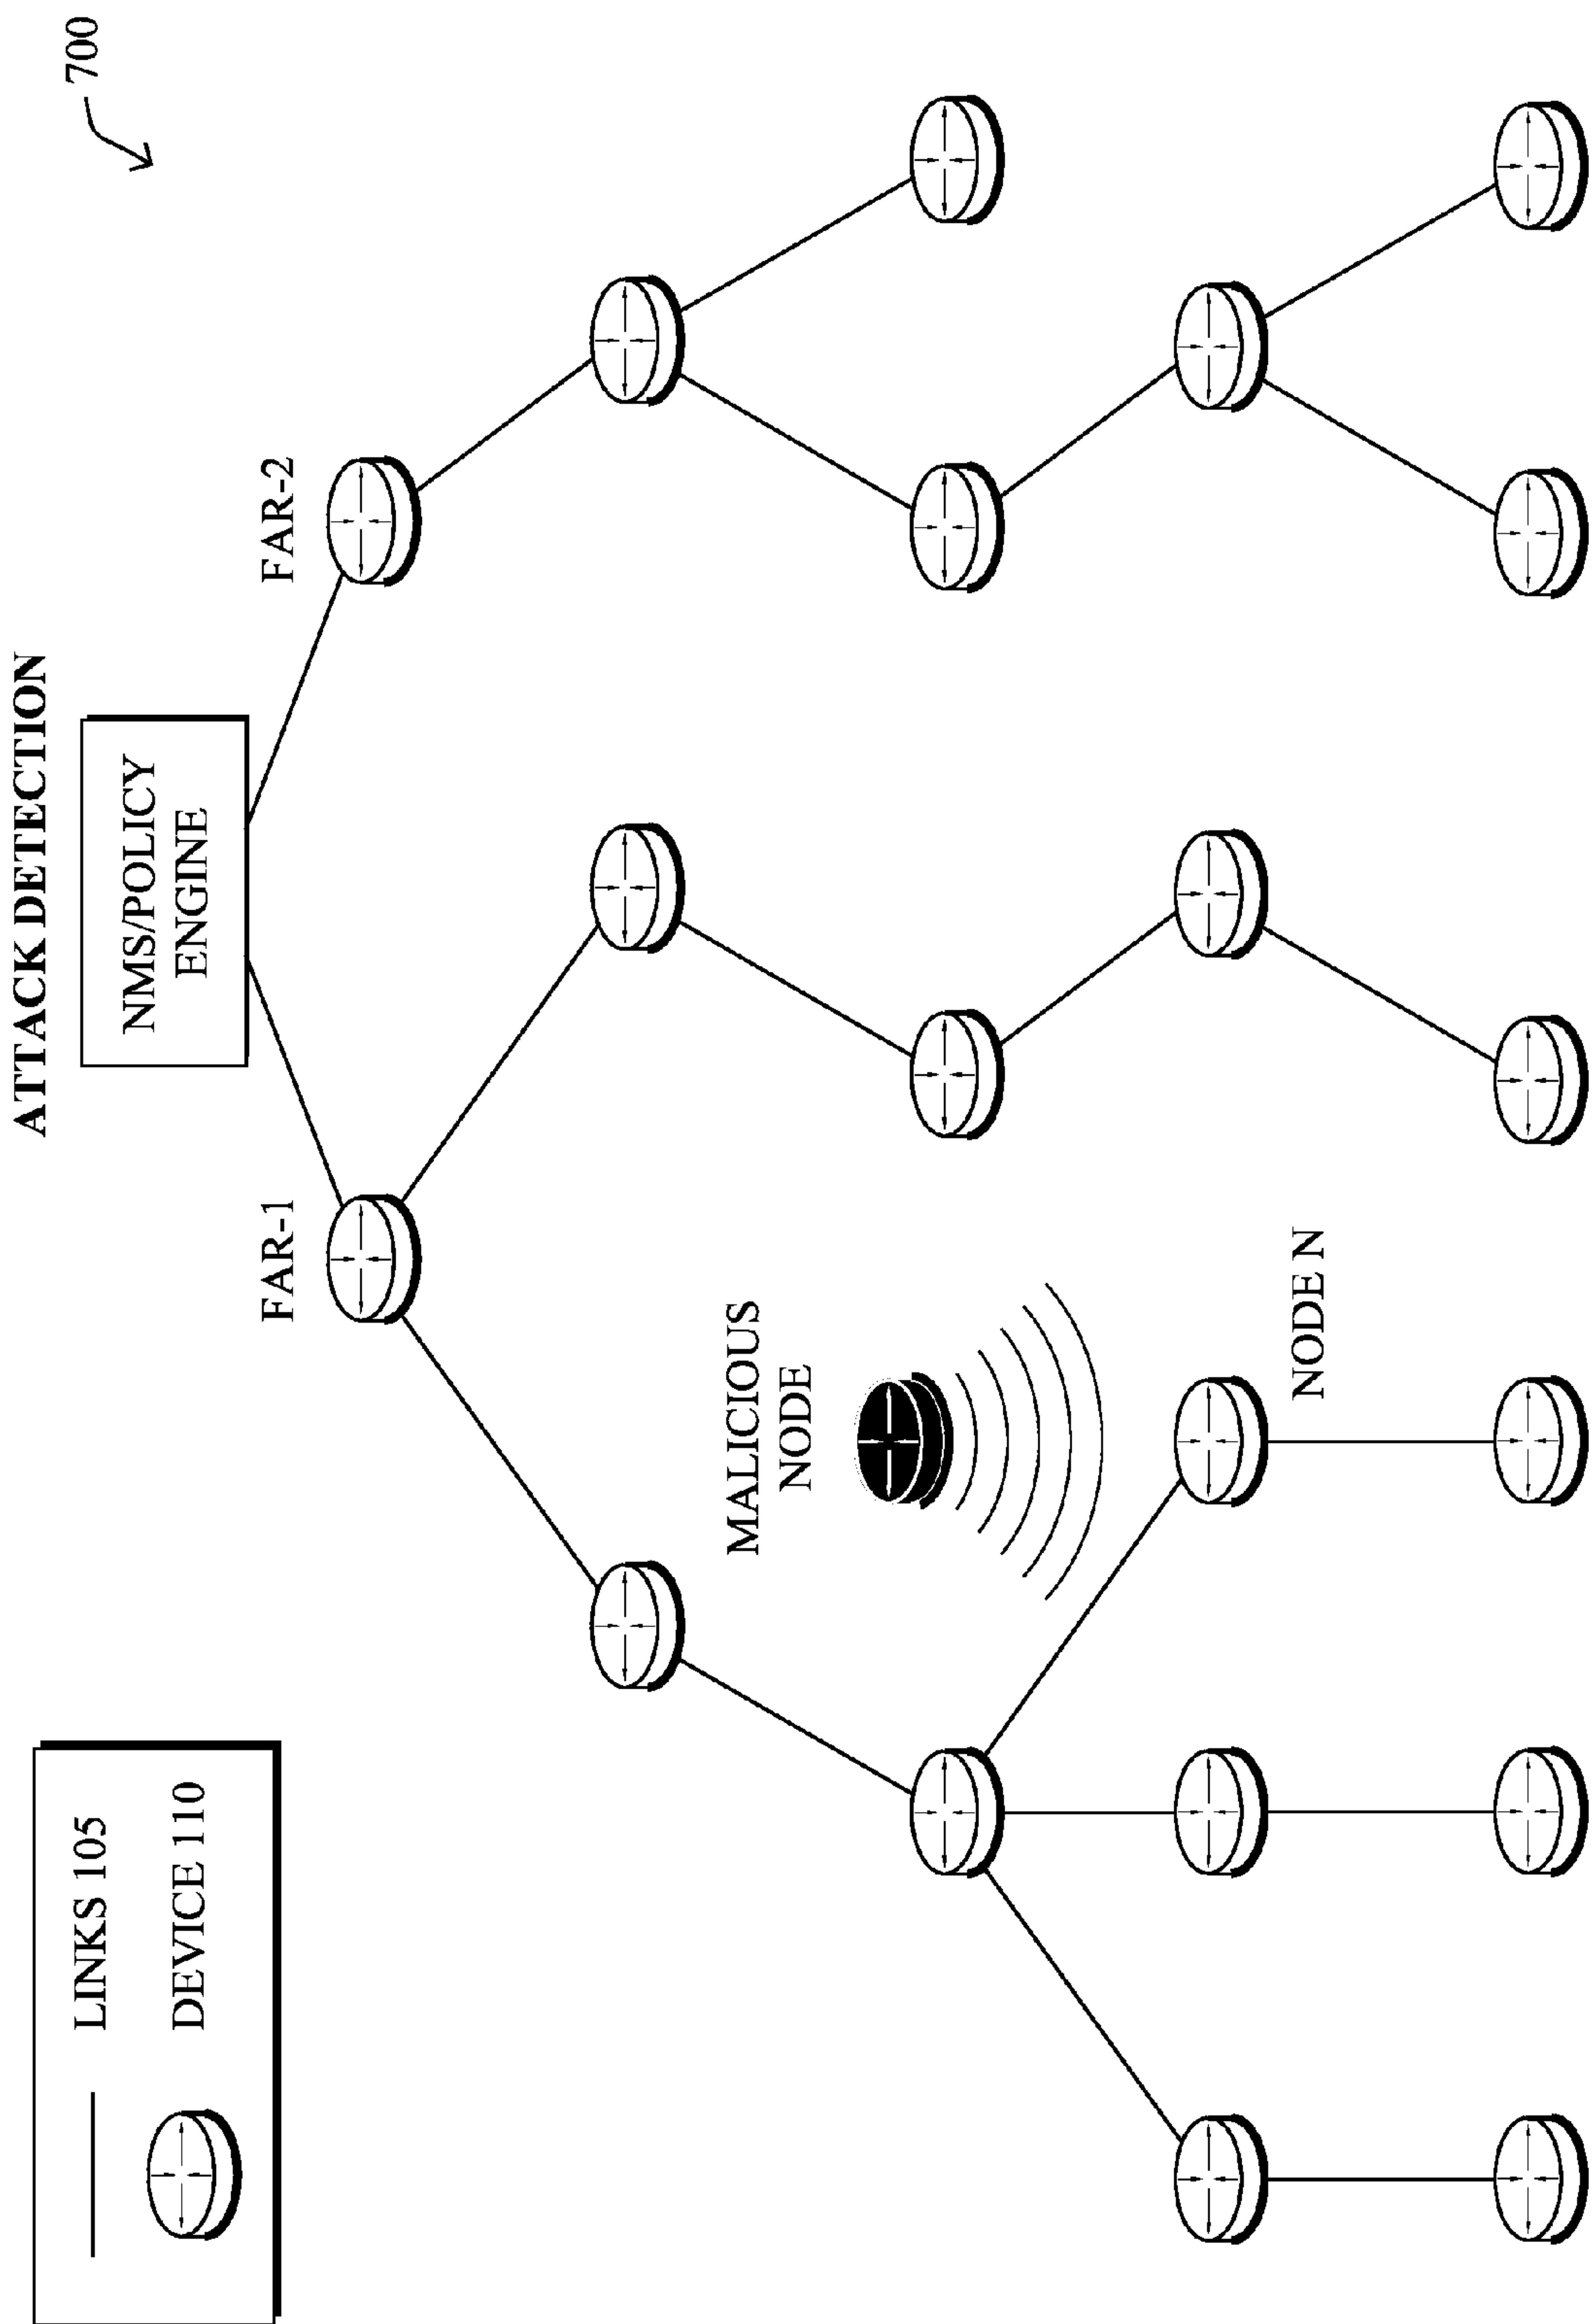 ATTACK DETECTION
700
LINKS 105
DEVICE 110
NMS/POLICY
ENGINE
FAR-1
FAR-2
MALICIOUS
NODE
NODE N